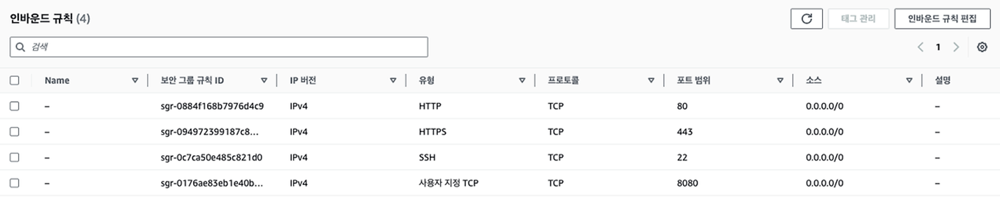 인바운드 규칙 (4) 태그 관리 인바운드 규칙 편집
검색 1
Name 보안 그룹 규칙 ID IP 버전 유형 프로토콜 포트 범위 소스 설명
– sgr-0884f168b7976d4c9 IPv4 HTTP TCP 80 0.0.0.0/0 –
– sgr-094972399187c8... IPv4 HTTPS TCP 443 0.0.0.0/0 –
– sgr-0c7ca50e485c821d0 IPv4 SSH TCP 22 0.0.0.0/0 –
– sgr-0176ae83eb1e40b... IPv4 사용자 지정 TCP TCP 8080 0.0.0.0/0 –